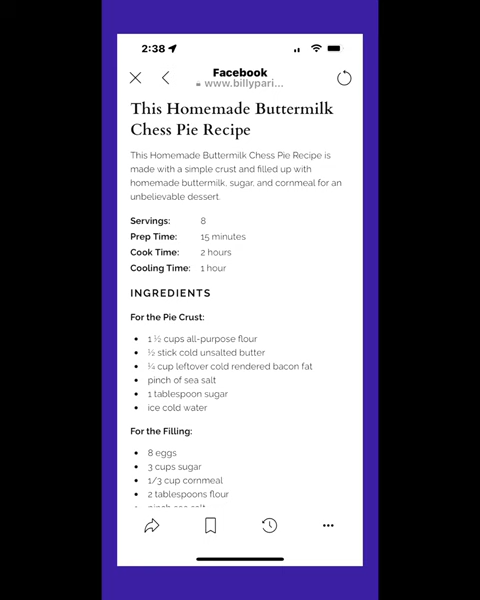 2:38
Facebook
www.billypari...
This Homemade Buttermilk
Chess Pie Recipe
This Homemade Buttermilk Chess Pie Recipe is
made with a simple crust and filled up with
homemade buttermilk, sugar, and cornmeal for an
unbelievable dessert.
Servings: 8
Prep Time: 15 minutes
Cook Time: 2 hours
Cooling Time: 1 hour
INGREDIENTS
For the Pie Crust:
• 1 ½ cups all-purpose flour
• ½ stick cold unsalted butter
• ¼ cup leftover cold rendered bacon fat
• pinch of sea salt
• 1 tablespoon sugar
• ice cold water
For the Filling:
• 8 eggs
• 3 cups sugar
• 1/3 cup cornmeal
• 2 tablespoons flour
• pinch sea salt